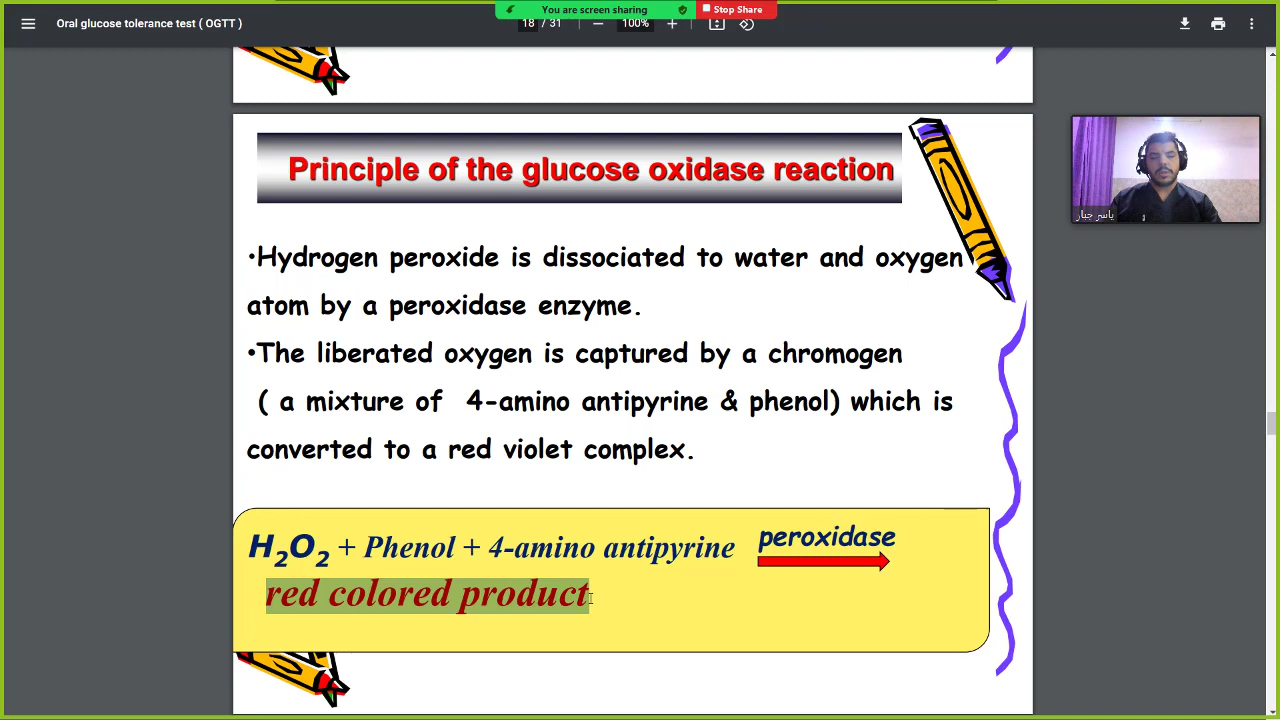 You are screen sharing
Stop Share
Oral glucose tolerance test ( OGTT )
18 / 31
100%
Principle of the glucose oxidase reaction
•Hydrogen peroxide is dissociated to water and oxygen
atom by a peroxidase enzyme.
•The liberated oxygen is captured by a chromogen
( a mixture of 4-amino antipyrine & phenol) which is
converted to a red violet complex.
H2O2 + Phenol + 4-amino antipyrine
peroxidase
red colored product
ياسر جبار